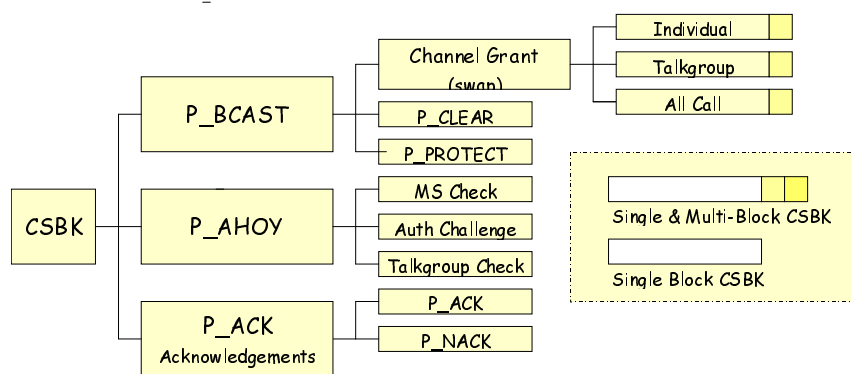 CSBK
P_BCAST
Channel Grant
(swap)
Individual
Talkgroup
All Call
P_CLEAR
P_PROTECT
P_AHOY
MS Check
Auth Challenge
Talkgroup Check
P_ACK
Acknowledgements
P_ACK
P_NACK
Single & Multi-Block CSBK
Single Block CSBK